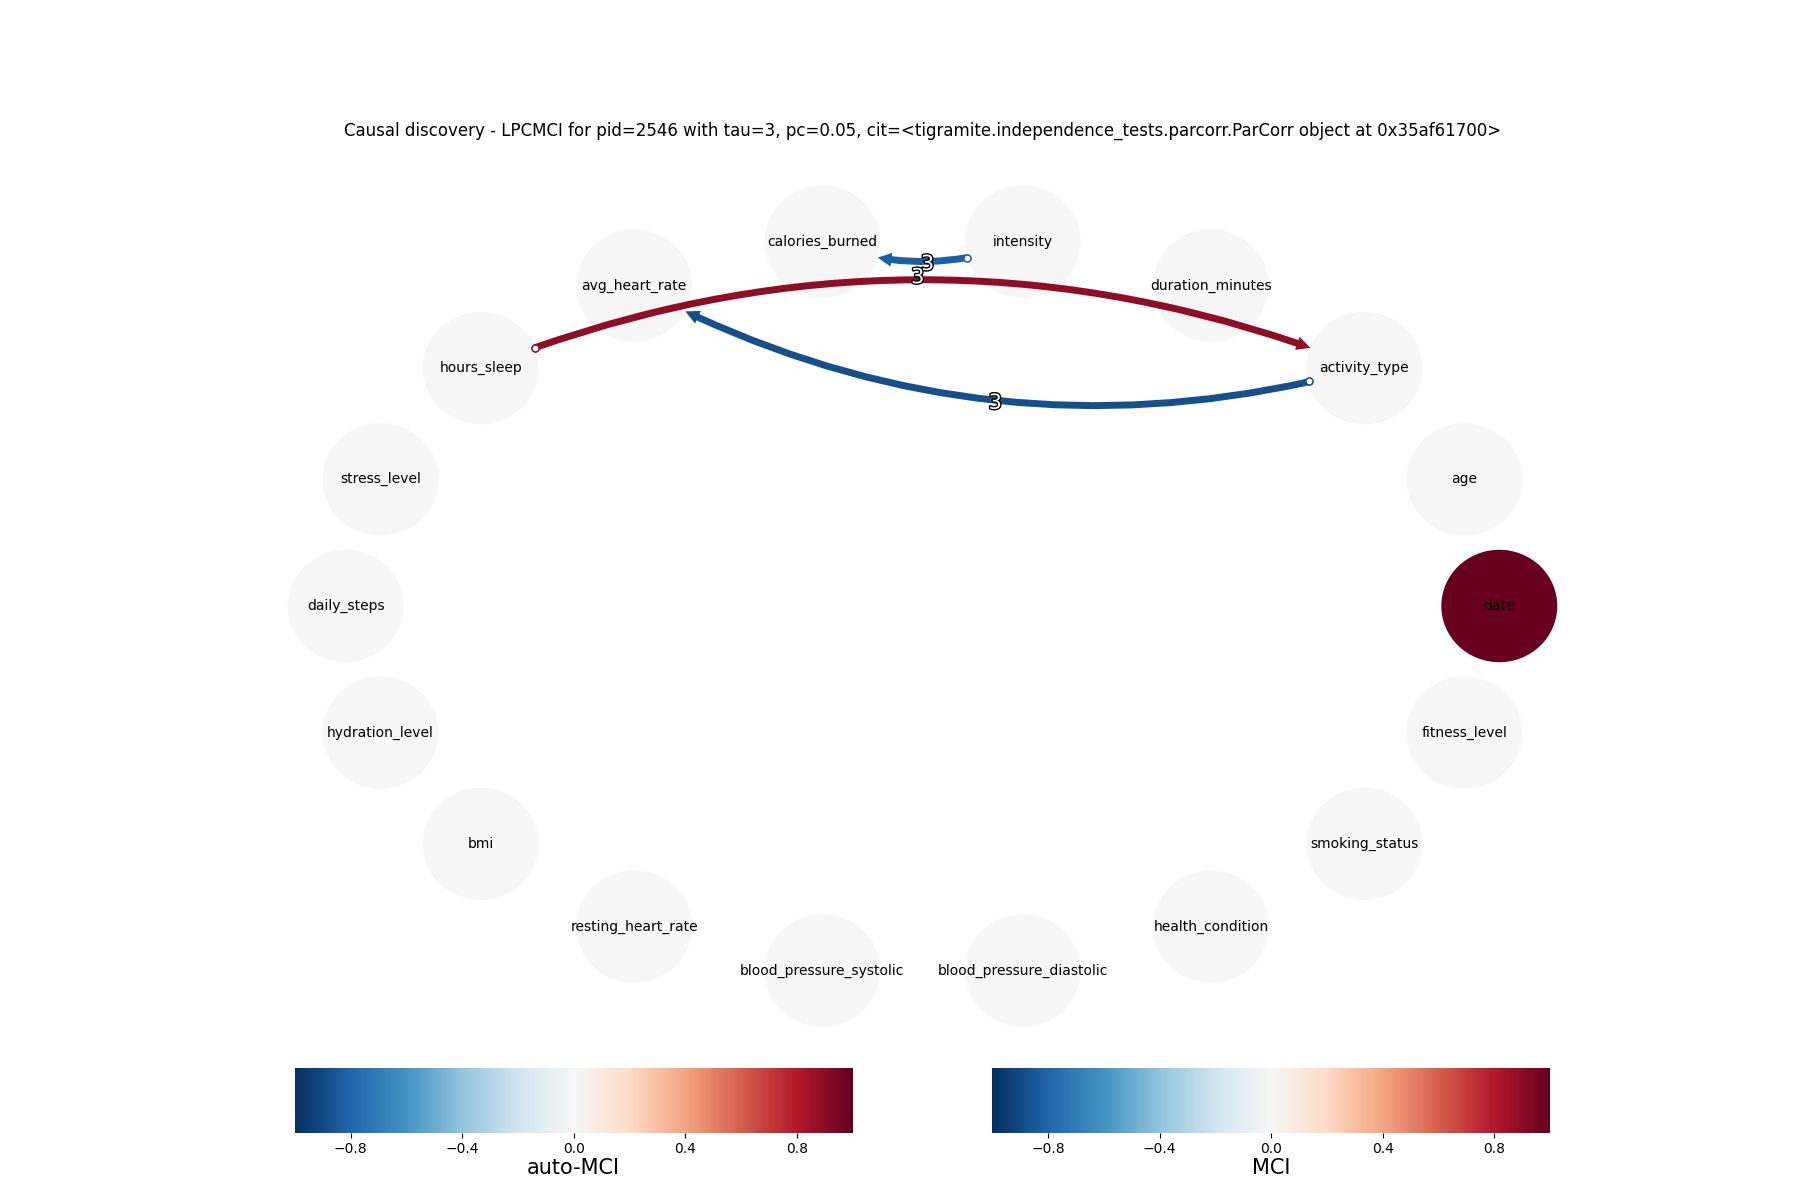 Causal discovery - LPCMCI for pid=2546 with tau=3, pc=0.05, cit=<tigramite.independence_tests.parcorr.ParCorr object at 0x35af61700>
calories_burned
intensity
3
3
avg_heart_rate
duration_minutes
hours_sleep
activity_type
3
stress_level
age
daily_steps
date
hydration_level
fitness_level
bmi
smoking_status
resting_heart_rate
health_condition
blood_pressure_systolic
blood_pressure_diastolic
−0.8 −0.4 0.0 0.4 0.8
auto-MCI
−0.8 −0.4 0.0 0.4 0.8
MCI